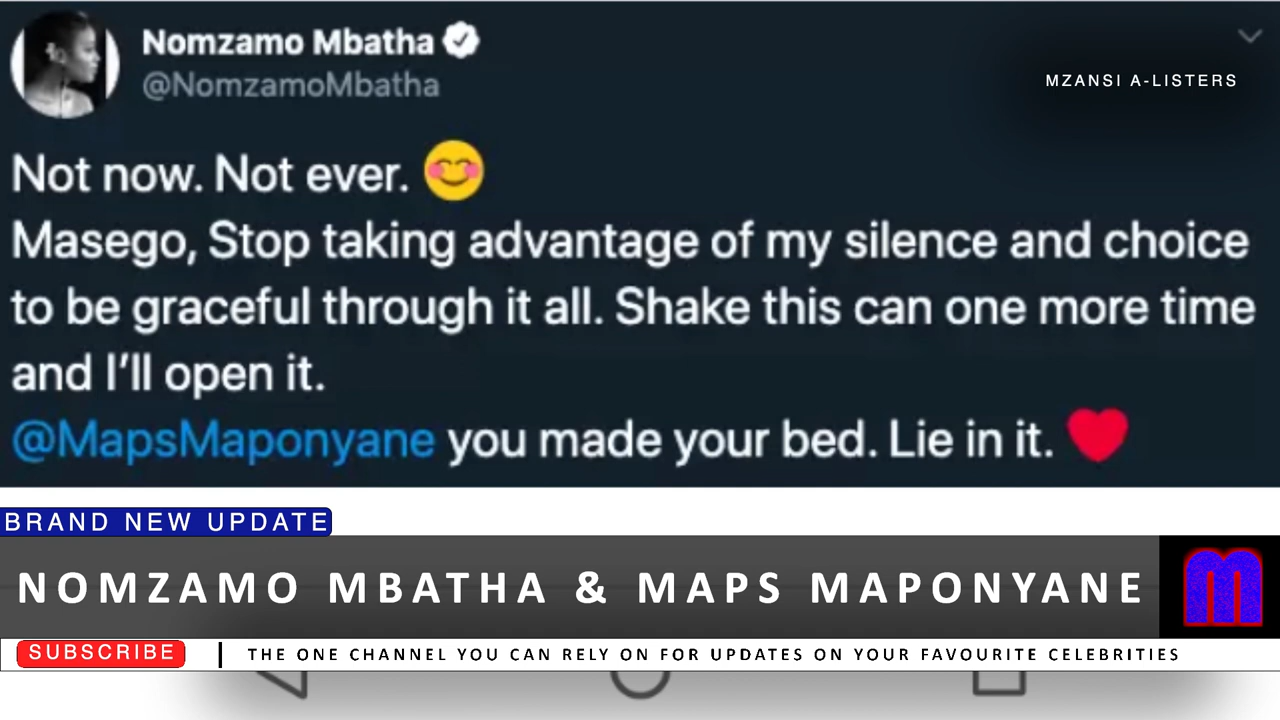 Nomzamo Mbatha
@NomzamoMbatha
MZANSI A-LISTERS
Not now. Not ever. 😊
Masego, Stop taking advantage of my silence and choice
to be graceful through it all. Shake this can one more time
and I’ll open it.
@MapsMaponyane you made your bed. Lie in it. ❤️
BRAND NEW UPDATE
NOMZAMO MBATHA & MAPS MAPONYANE
m
SUBSCRIBE
THE ONE CHANNEL YOU CAN RELY ON FOR UPDATES ON YOUR FAVOURITE CELEBRITIES